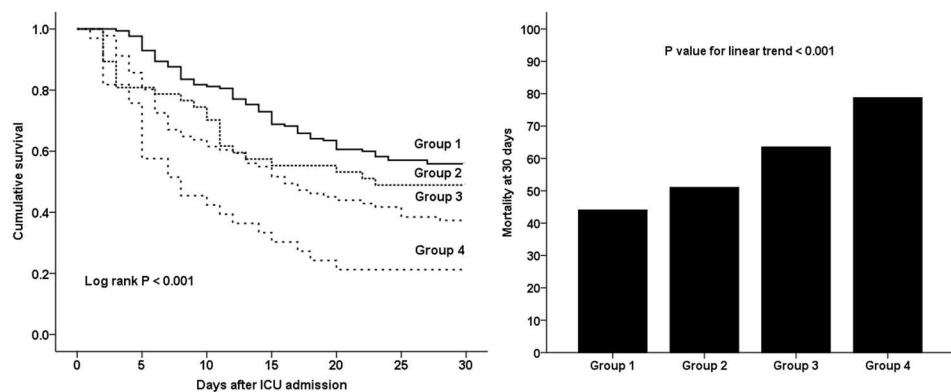 Cumulative survival
1.0
0.8
0.6
0.4
0.2
0.0
Group 1
Group 2
Group 3
Group 4
Log rank P < 0.001
0 5 10 15 20 25 30
Days after ICU admission
P value for linear trend < 0.001
Mortality at 30 days
100
90
80
70
60
50
40
30
20
10
0
Group 1 Group 2 Group 3 Group 4